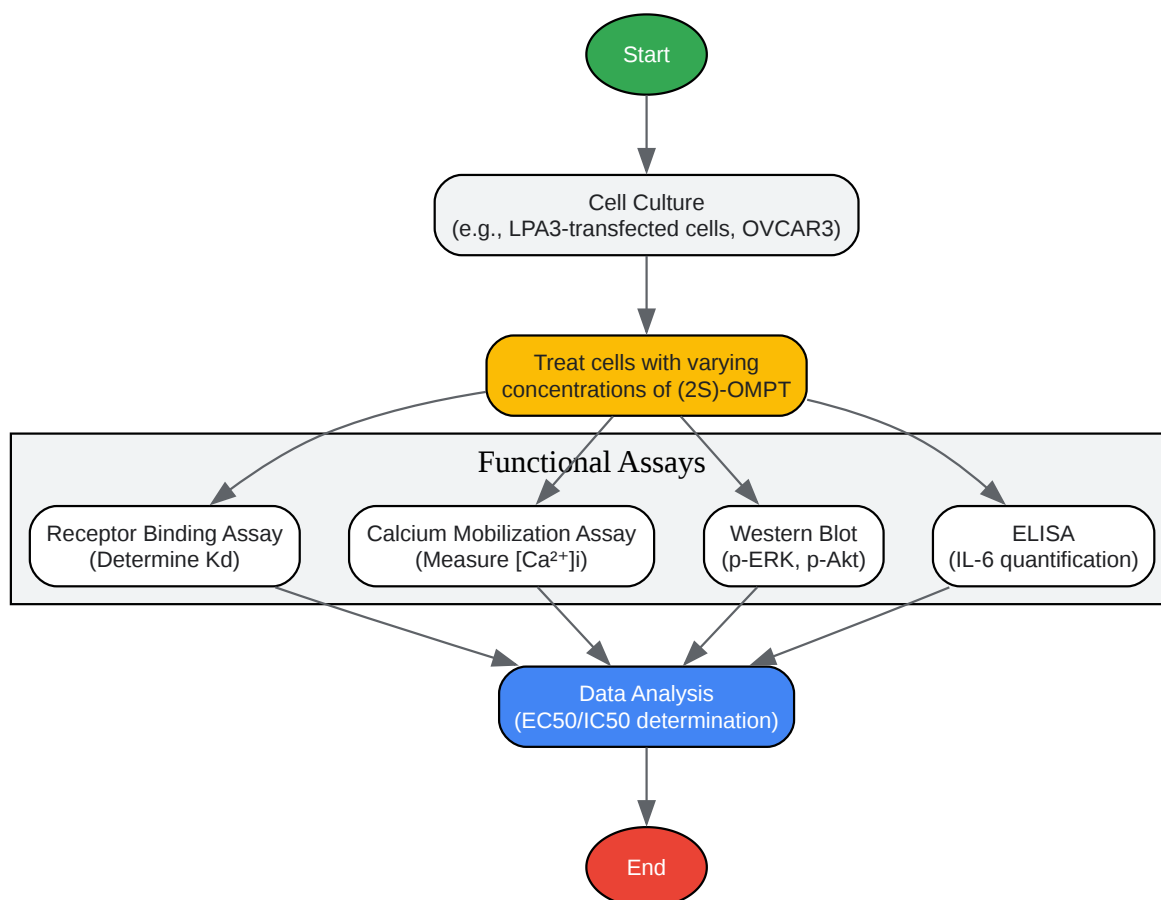 Start
Cell Culture
(e.g., LPA3-transfected cells, OVCAR3)
Treat cells with varying
concentrations of (2S)-OMPT
Functional Assays
Receptor Binding Assay
(Determine Kd)
Calcium Mobilization Assay
(Measure [Ca²⁺]i)
Western Blot
(p-ERK, p-Akt)
ELISA
(IL-6 quantification)
Data Analysis
(EC50/IC50 determination)
End